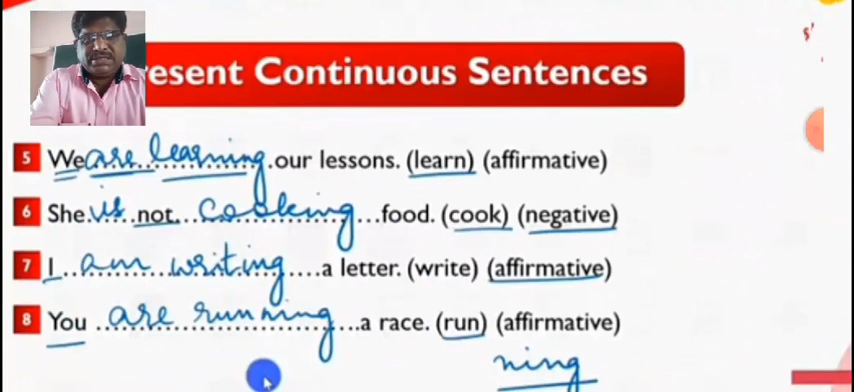 resent Continuous Sentences
5 We are learning our lessons. (learn) (affirmative)
6 She is not cooking food. (cook) (negative)
7 I am writing a letter. (write) (affirmative)
8 You are running a race. (run) (affirmative)
ning